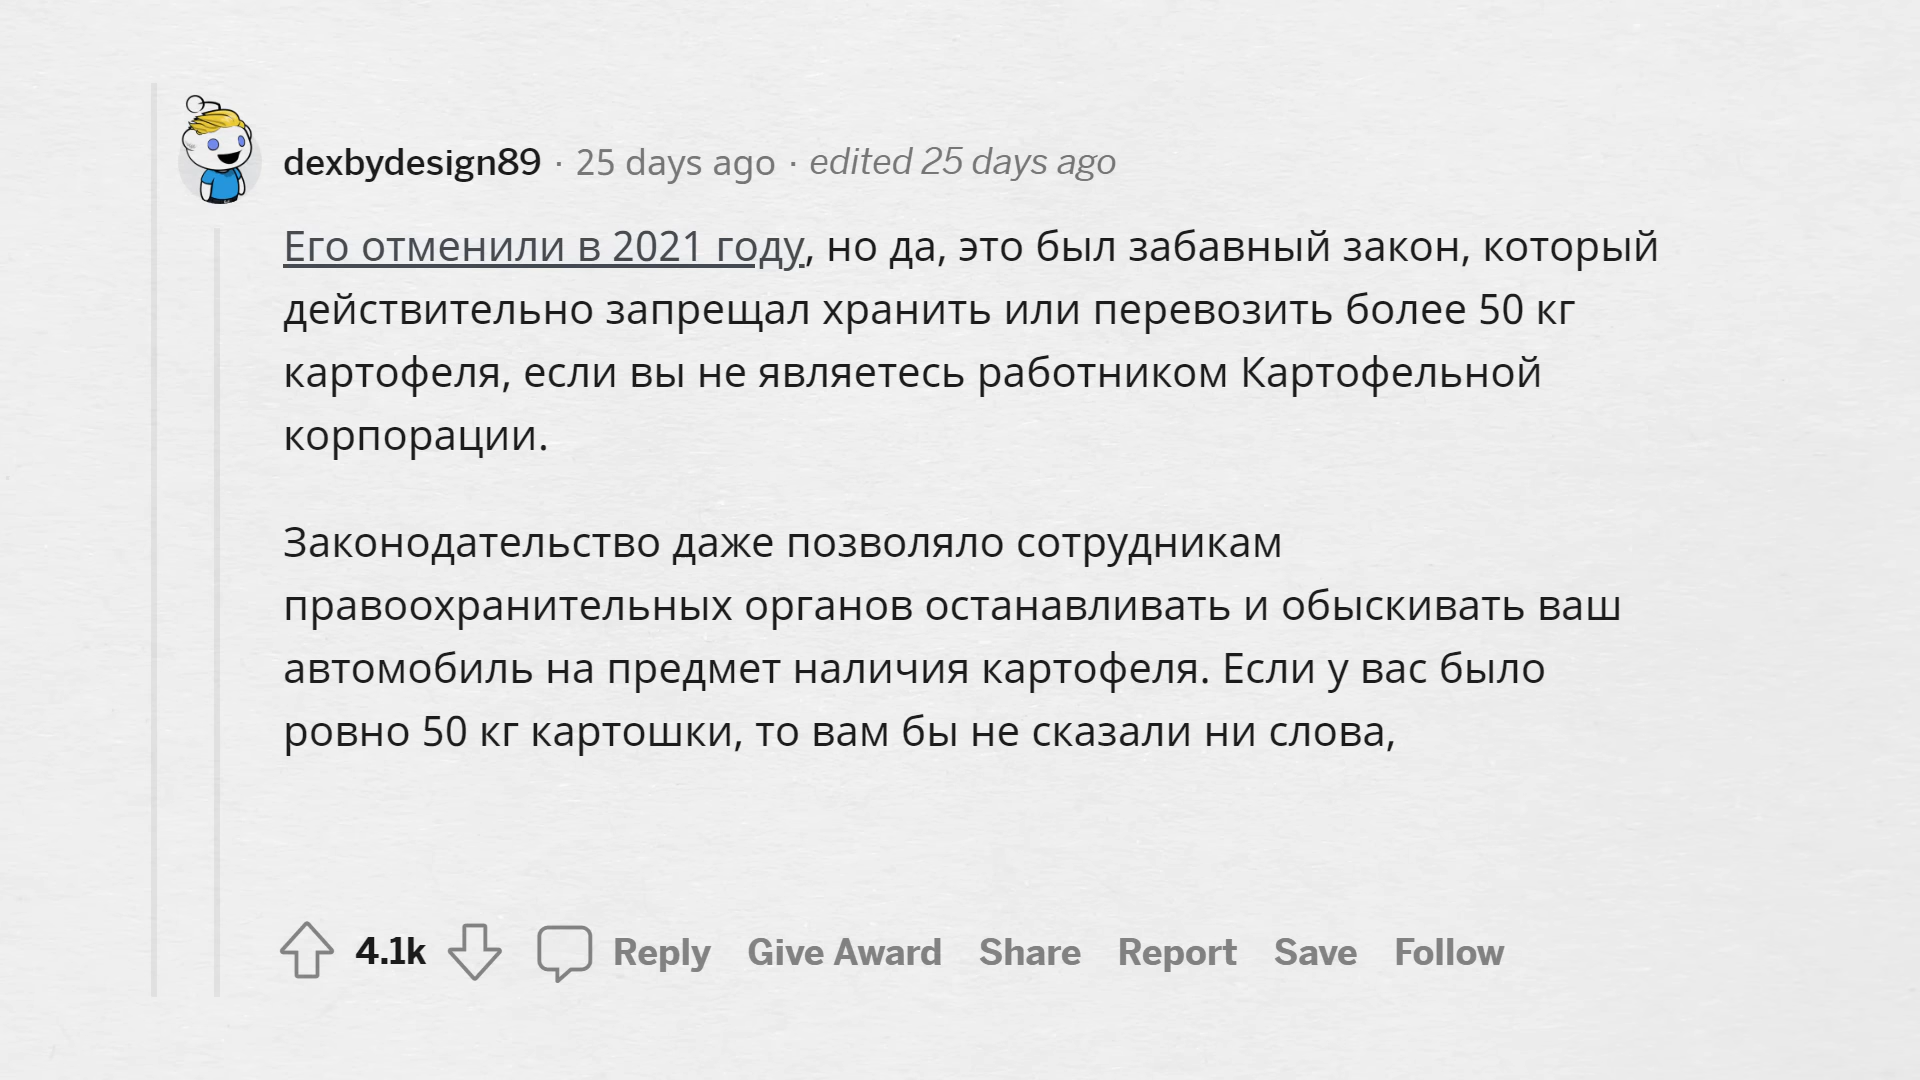 dexbydesign89 · 25 days ago · edited 25 days ago
Его отменили в 2021 году, но да, это был забавный закон, который
действительно запрещал хранить или перевозить более 50 кг
картофеля, если вы не являетесь работником Картофельной
корпорации.
Законодательство даже позволяло сотрудникам
правоохранительных органов останавливать и обыскивать ваш
автомобиль на предмет наличия картофеля. Если у вас было
ровно 50 кг картошки, то вам бы не сказали ни слова,
4.1k Reply Give Award Share Report Save Follow